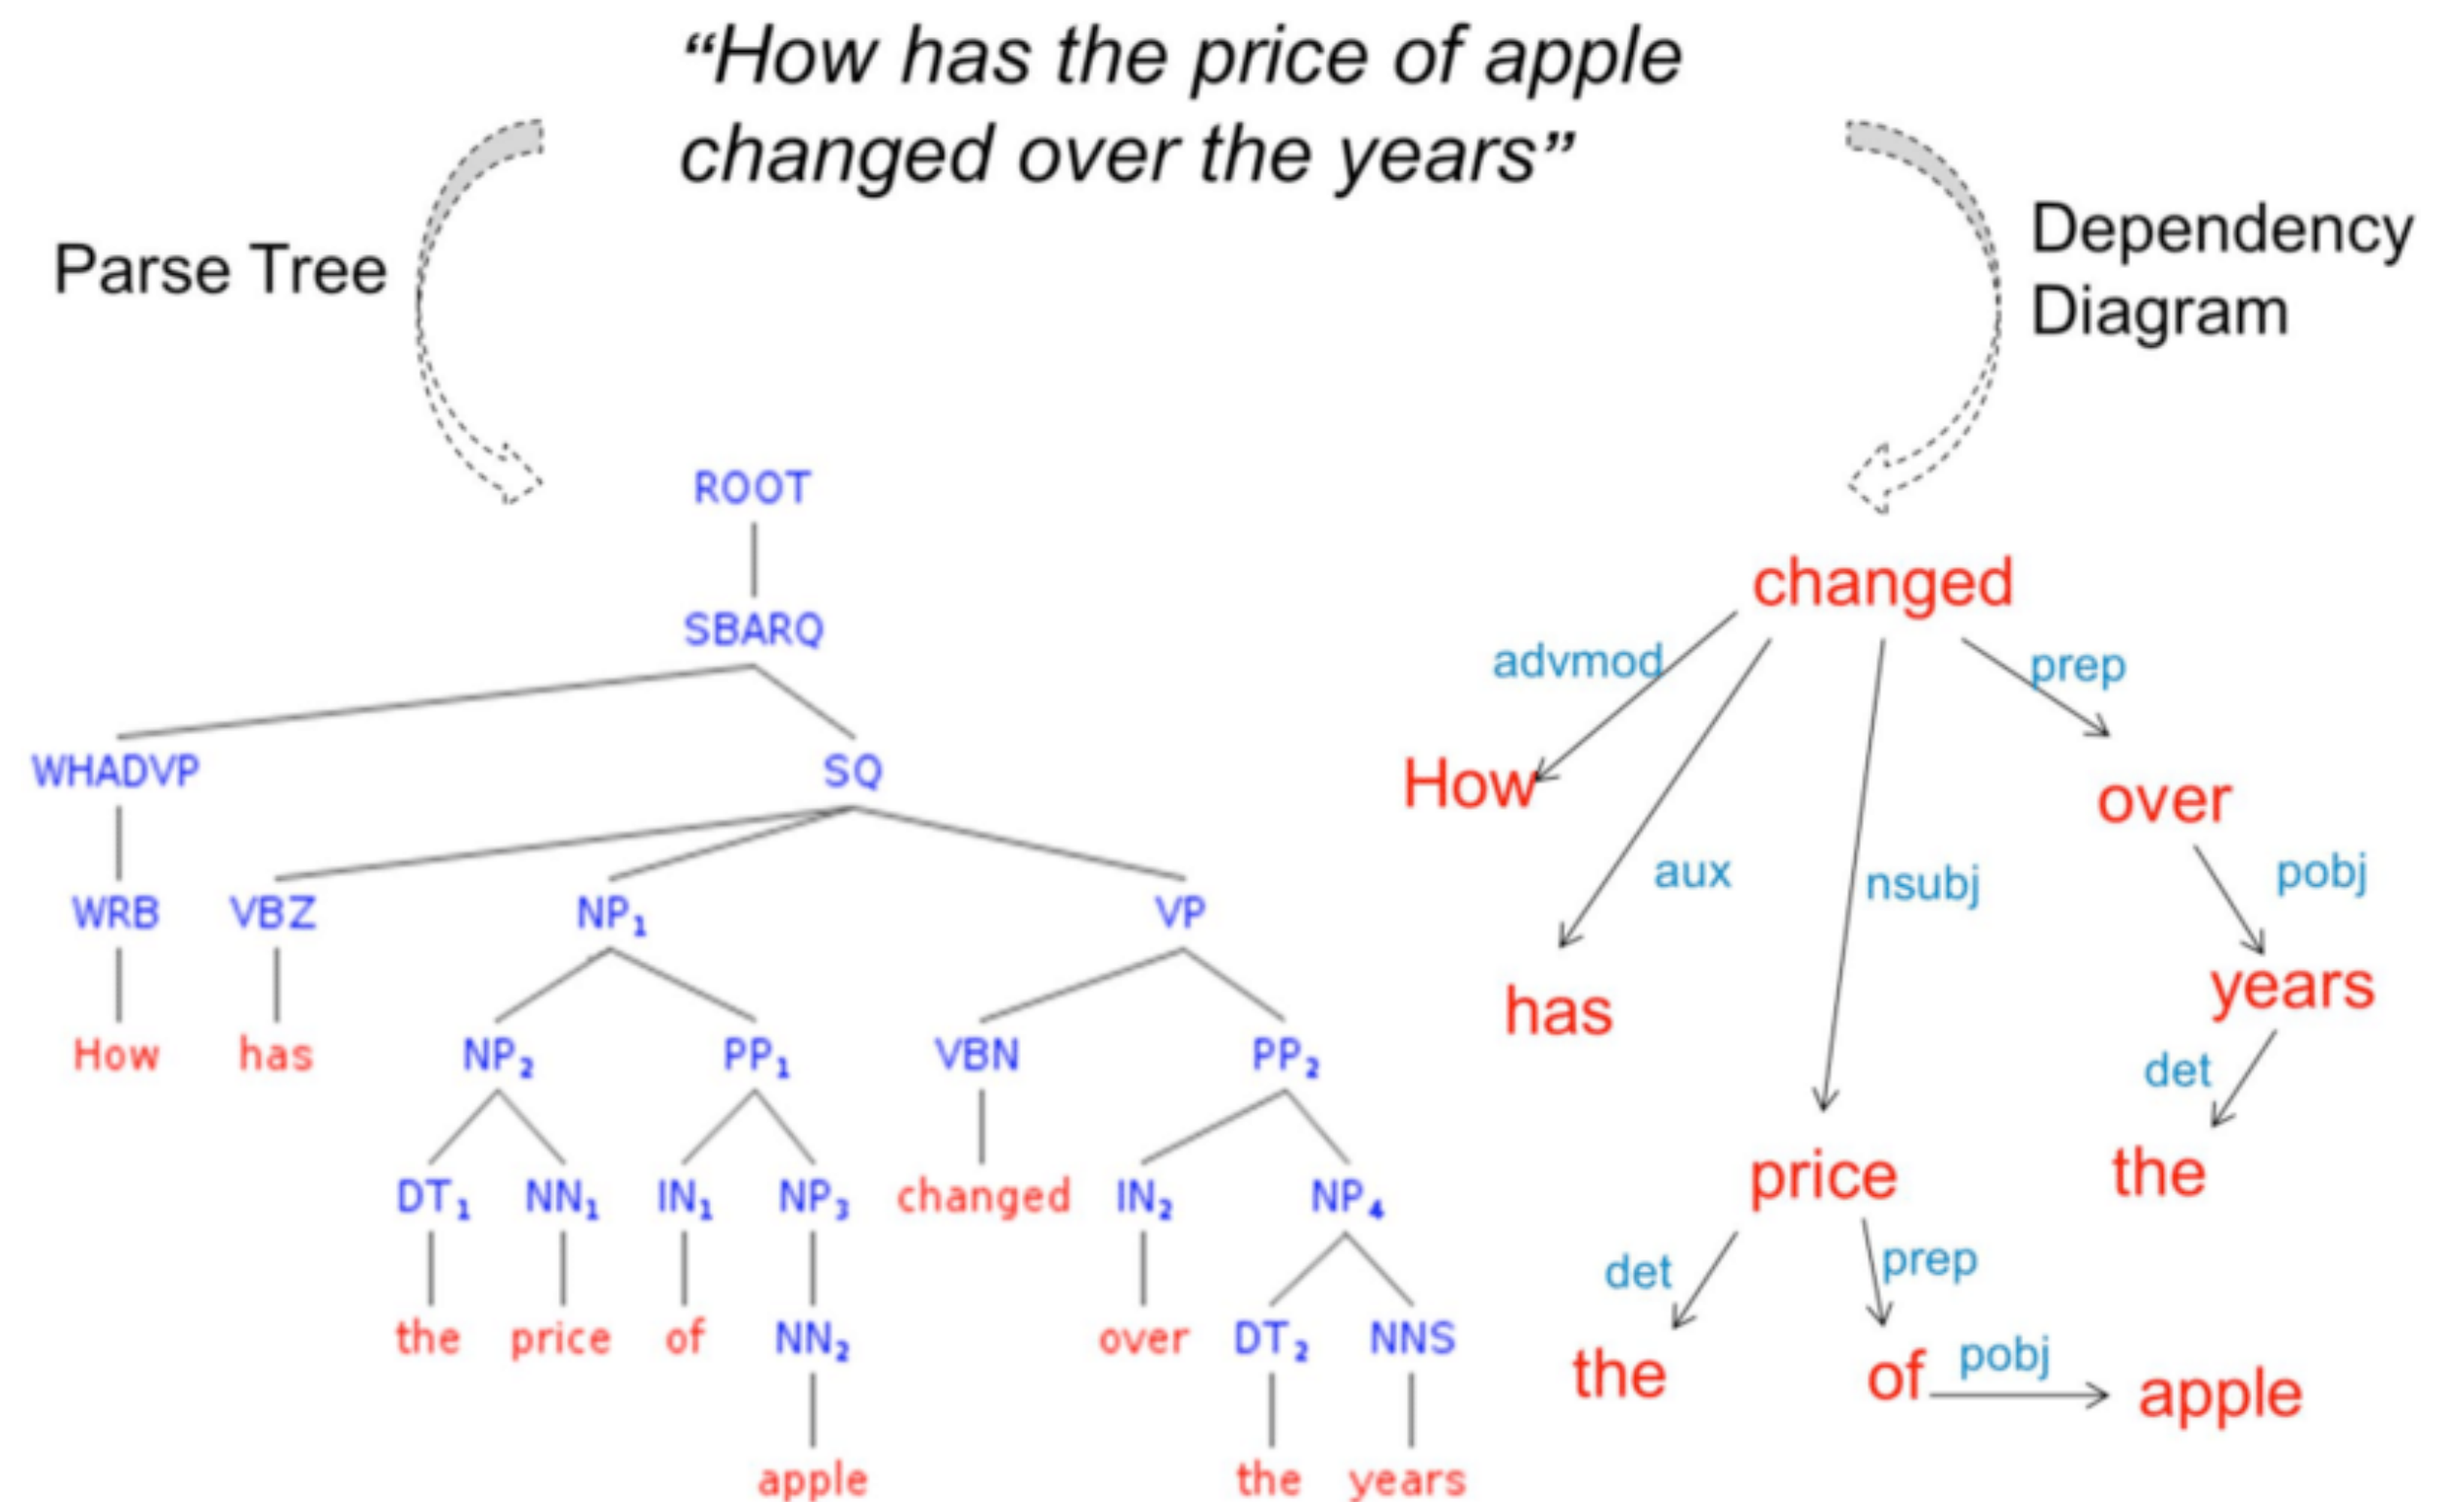 “How has the price of apple
changed over the years”
Parse Tree
Dependency
Diagram
ROOT
SBARQ
WHADVP SQ
WRB VBZ NP₁ VP
How has NP₂ PP₁ VBN PP₂
DT₁ NN₁ IN₁ NP₃ changed IN₂ NP₄
the price of NN₂ over DT₂ NNS
apple the years
changed
advmod prep
How over
aux nsubj pobj
has years
det
price the
det prep
the of pobj apple